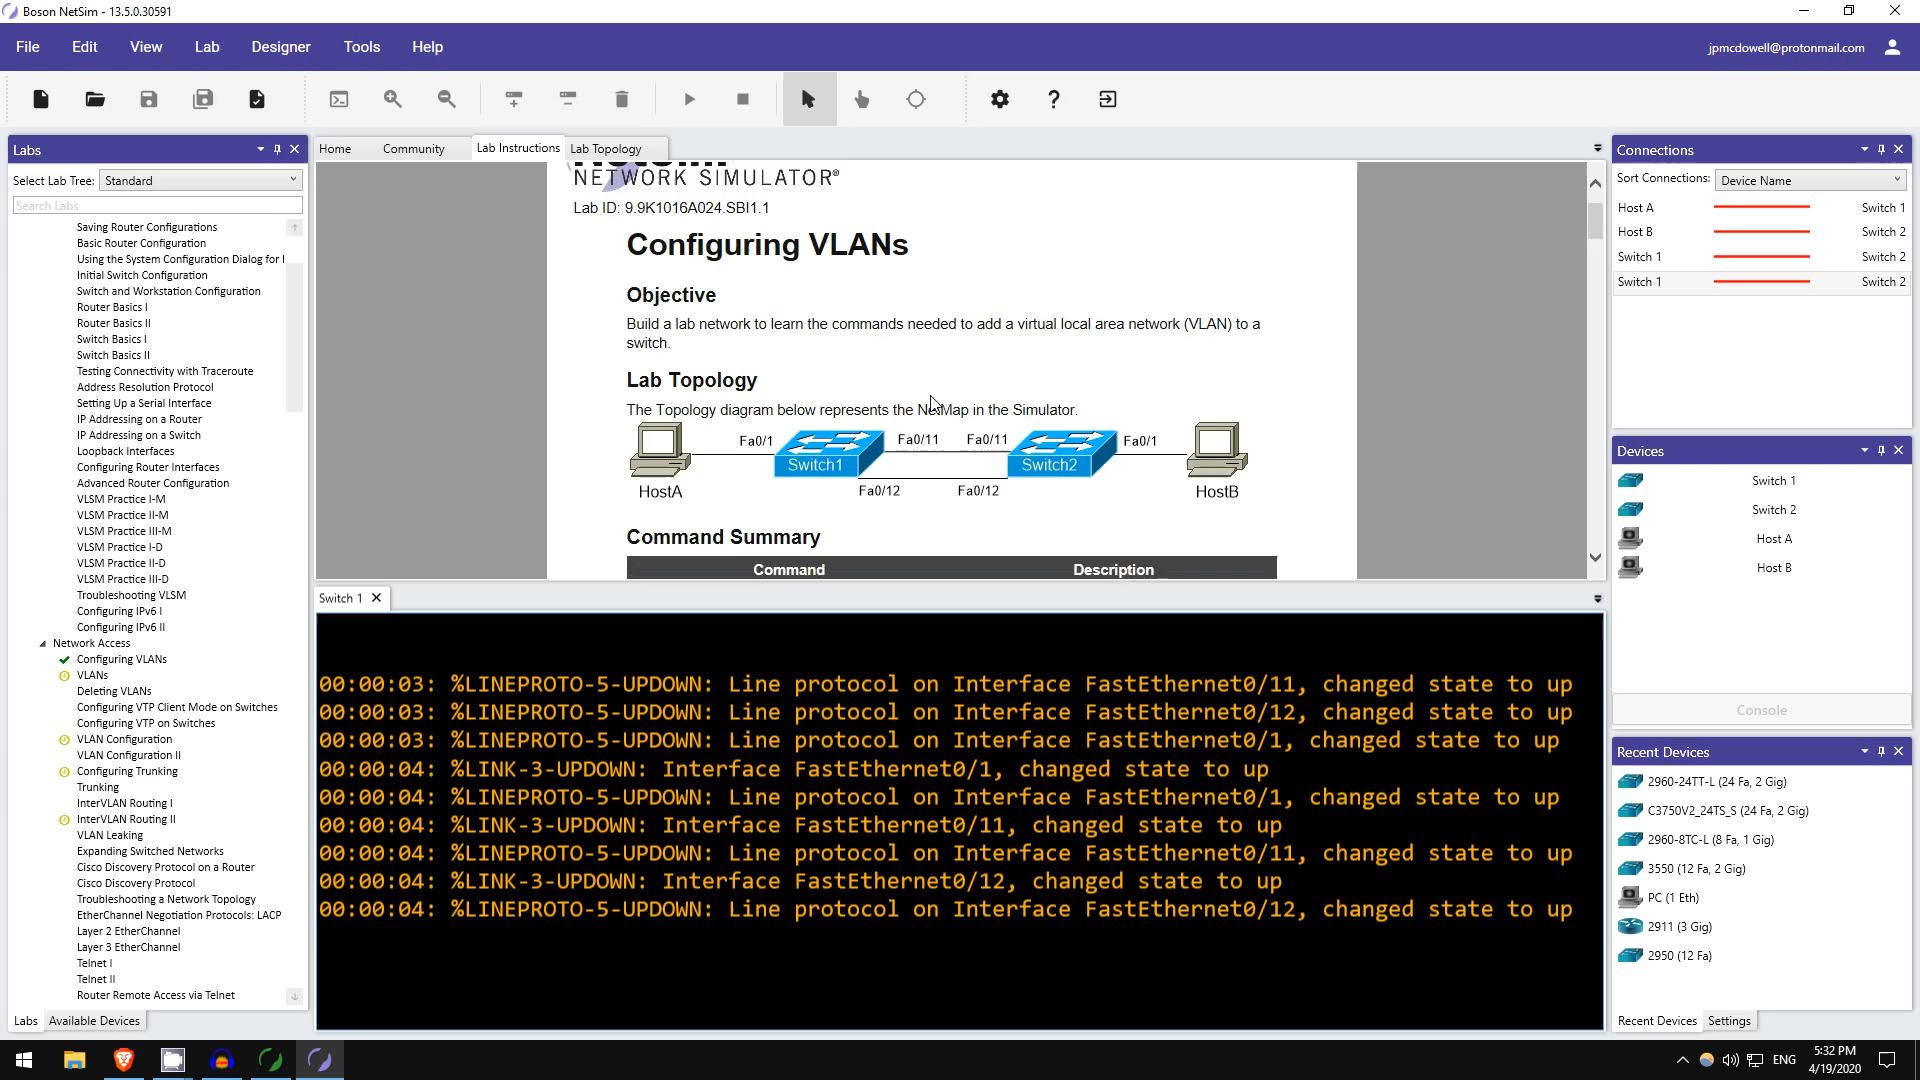 Boson NetSim - 13.5.0.30591
File Edit View Lab Designer Tools Help
jpmcdowell@protonmail.com
Labs
Select Lab Tree: Standard
Search Labs
Saving Router Configurations
Basic Router Configuration
Using the System Configuration Dialog for I
Initial Switch Configuration
Switch and Workstation Configuration
Router Basics I
Router Basics II
Switch Basics I
Switch Basics II
Testing Connectivity with Traceroute
Address Resolution Protocol
Setting Up a Serial Interface
IP Addressing on a Router
IP Addressing on a Switch
Loopback Interfaces
Configuring Router Interfaces
Advanced Router Configuration
VLSM Practice I-M
VLSM Practice II-M
VLSM Practice III-M
VLSM Practice I-D
VLSM Practice II-D
VLSM Practice III-D
Troubleshooting VLSM
Configuring IPv6 I
Configuring IPv6 II
Network Access
Configuring VLANs
VLANs
Deleting VLANs
Configuring VTP Client Mode on Switches
Configuring VTP on Switches
VLAN Configuration
VLAN Configuration II
Configuring Trunking
Trunking
InterVLAN Routing I
InterVLAN Routing II
VLAN Leaking
Expanding Switched Networks
Cisco Discovery Protocol on a Router
Cisco Discovery Protocol
Troubleshooting a Network Topology
EtherChannel Negotiation Protocols: LACP
Layer 2 EtherChannel
Layer 3 EtherChannel
Telnet I
Telnet II
Router Remote Access via Telnet
Labs Available Devices
Home Community Lab Instructions Lab Topology
NETWORK SIMULATOR®
Lab ID: 9.9K1016A024.SBI1.1
Configuring VLANs
Objective
Build a lab network to learn the commands needed to add a virtual local area network (VLAN) to a
switch.
Lab Topology
The Topology diagram below represents the NetMap in the Simulator.
Fa0/1 Fa0/11 Fa0/11 Fa0/1
Switch1 Switch2
HostA Fa0/12 Fa0/12 HostB
Command Summary
Command Description
Switch 1
00:00:03: %LINEPROTO-5-UPDOWN: Line protocol on Interface FastEthernet0/11, changed state to up
00:00:03: %LINEPROTO-5-UPDOWN: Line protocol on Interface FastEthernet0/12, changed state to up
00:00:03: %LINEPROTO-5-UPDOWN: Line protocol on Interface FastEthernet0/1, changed state to up
00:00:04: %LINK-3-UPDOWN: Interface FastEthernet0/1, changed state to up
00:00:04: %LINEPROTO-5-UPDOWN: Line protocol on Interface FastEthernet0/1, changed state to up
00:00:04: %LINK-3-UPDOWN: Interface FastEthernet0/11, changed state to up
00:00:04: %LINEPROTO-5-UPDOWN: Line protocol on Interface FastEthernet0/11, changed state to up
00:00:04: %LINK-3-UPDOWN: Interface FastEthernet0/12, changed state to up
00:00:04: %LINEPROTO-5-UPDOWN: Line protocol on Interface FastEthernet0/12, changed state to up
Connections
Sort Connections: Device Name
Host A Switch 1
Host B Switch 2
Switch 1 Switch 2
Switch 1 Switch 2
Devices
Switch 1
Switch 2
Host A
Host B
Console
Recent Devices
2960-24TT-L (24 Fa, 2 Gig)
C3750V2_24TS_S (24 Fa, 2 Gig)
2960-8TC-L (8 Fa, 1 Gig)
3550 (12 Fa, 2 Gig)
PC (1 Eth)
2911 (3 Gig)
2950 (12 Fa)
Recent Devices Settings
ENG
5:32 PM
4/19/2020